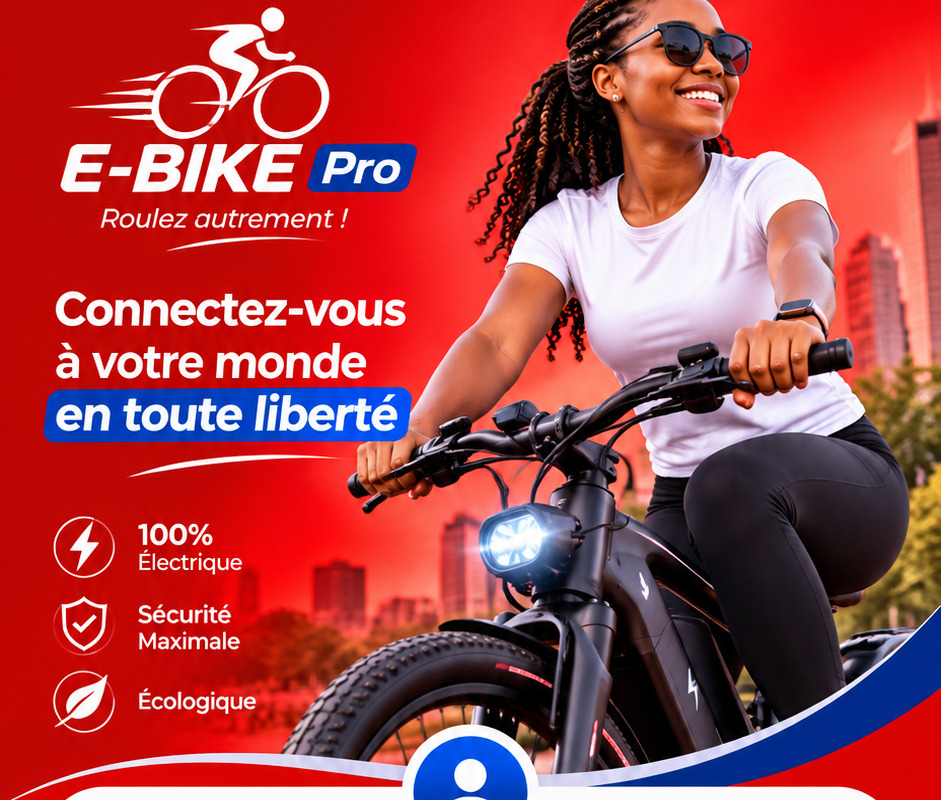 E-BIKE Pro
Roulez autrement !
Connectez-vous
à votre monde
en toute liberté
100%
Électrique
Sécurité
Maximale
Écologique